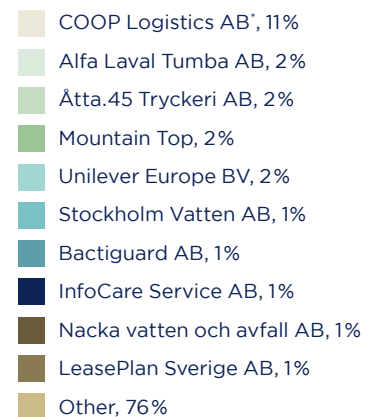 COOP Logistics AB*, 11%
Alfa Laval Tumba AB, 2%
Åtta.45 Tryckeri AB, 2%
Mountain Top, 2%
Unilever Europe BV, 2%
Stockholm Vatten AB, 1%
Bactiguard AB, 1%
InfoCare Service AB, 1%
Nacka vatten och avfall AB, 1%
LeasePlan Sverige AB, 1%
Other, 76%